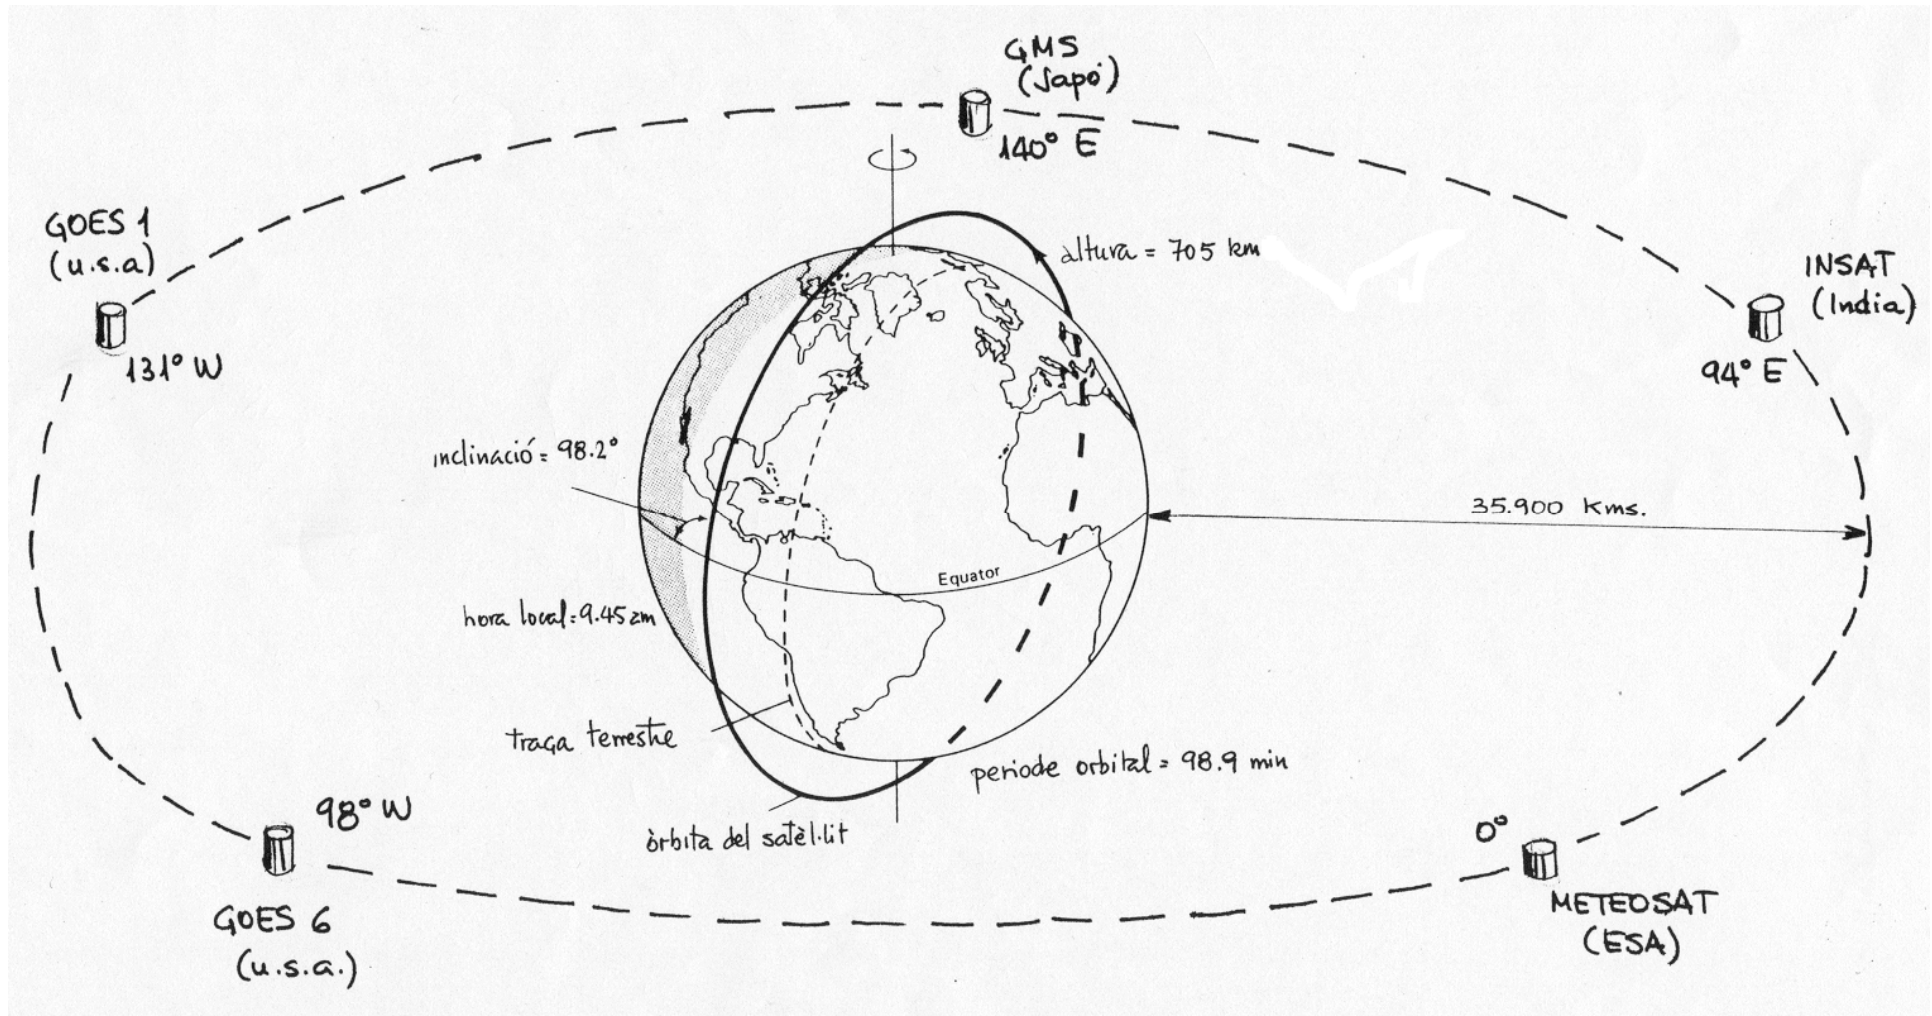 GMS
(Japó)
140° E
GOES 1
(u.s.a)
131° W
altura = 705 km
INSAT
(India)
94° E
inclinació = 98.2°
35.900 Kms.
Equator
hora local = 9.45 am
traça terrestre
periode orbital = 98.9 min
òrbita del satèl·lit
98° W
GOES 6
(u.s.a.)
0°
METEOSAT
(ESA)